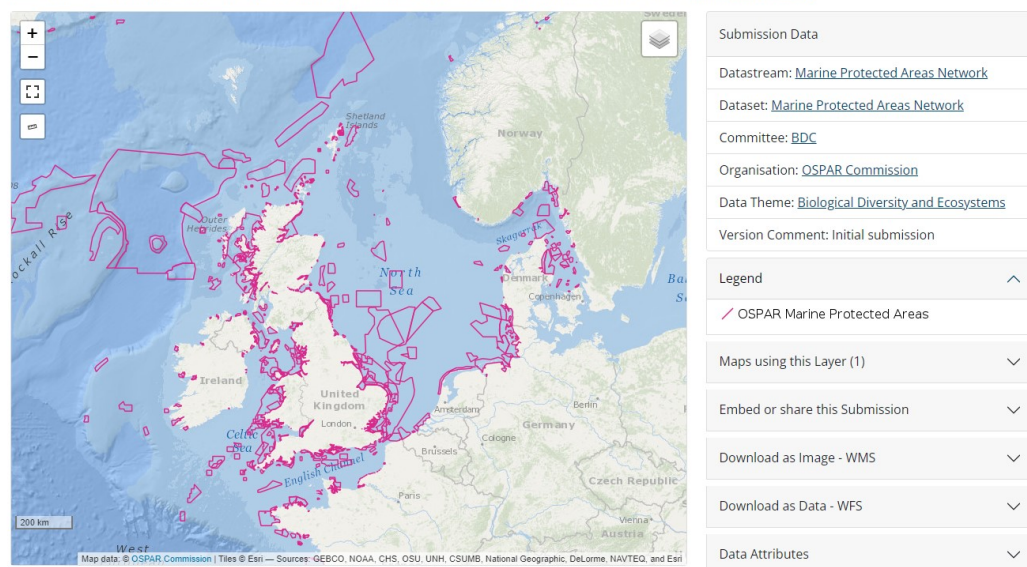 +
−
Sweden
Shetland
Islands
Norway
Outer
Hebrides
Rockall Rise
Skagerrak
North
Sea
Denmark
Copenhagen
Ireland
United
Kingdom
London
Amsterdam
Berlin
Germany
Celtic
Sea
Brussels
Cologne
English Channel
Czech Republic
Paris
Vienna
Austria
200 km
West
Map data: © OSPAR Commission | Tiles © Esri — Sources: GEBCO, NOAA, CHS, OSU, UNH, CSUMB, National Geographic, DeLorme, NAVTEQ, and Esri
Submission Data
Datastream: Marine Protected Areas Network
Dataset: Marine Protected Areas Network
Committee: BDC
Organisation: OSPAR Commission
Data Theme: Biological Diversity and Ecosystems
Version Comment: Initial submission
Legend
OSPAR Marine Protected Areas
Maps using this Layer (1)
Embed or share this Submission
Download as Image - WMS
Download as Data - WFS
Data Attributes